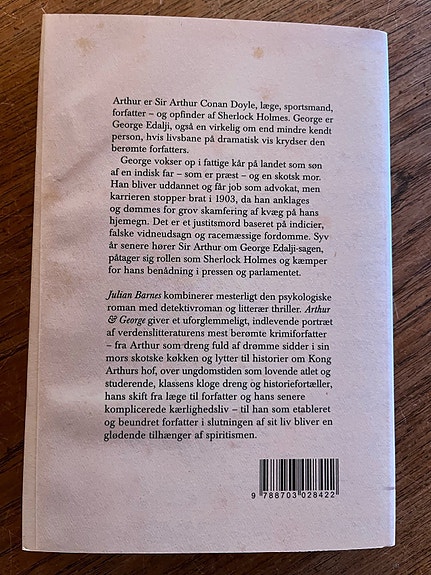 Arthur er Sir Arthur Conan Doyle, læge, sportsmand,
forfatter – og opfinder af Sherlock Holmes. George er
George Edalji, også en virkelig om end mindre kendt
person, hvis livsbane på dramatisk vis krydser den
berømte forfatters.
George vokser op i fattige kår på landet som søn
af en indisk far – som er præst – og en skotsk mor.
Han bliver uddannet og får job som advokat, men
karrieren stopper brat i 1903, da han anklages
og dømmes for grov skamfering af kvæg på hans
hjemegn. Det er et justitsmord baseret på indicier,
falske vidneudsagn og racemæssige fordomme. Syv
år senere hører Sir Arthur om George Edalji-sagen,
påtager sig rollen som Sherlock Holmes og kæmper
for hans benådning i pressen og parlamentet.
Julian Barnes kombinerer mesterligt den psykologiske
roman med detektivroman og litterær thriller. Arthur
& George giver et uforglemmeligt, indlevende portræt
af verdenslitteraturens mest berømte krimiforfatter
– fra Arthur som dreng fuld af drømme sidder i sin
mors skotske køkken og lytter til historier om Kong
Arthurs hof, over ungdomstiden som lovende atlet og
studerende, klassens kloge dreng og historiefortæller,
hans skift fra læge til forfatter og hans senere
komplicerede kærlighedsliv – til han som etableret
og beundret forfatter i slutningen af sit liv bliver en
glødende tilhænger af spiritismen.
9 788703 028422